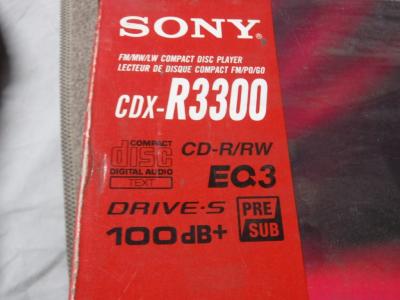 SONY
FM/MW/LW COMPACT DISC PLAYER
LECTEUR DE DISQUE COMPACT FM/PO/GO
CDX-R3300
COMPACT
disc
DIGITAL AUDIO
TEXT
CD-R/RW
EQ3
DRIVE·S
100dB+
PRE
SUB